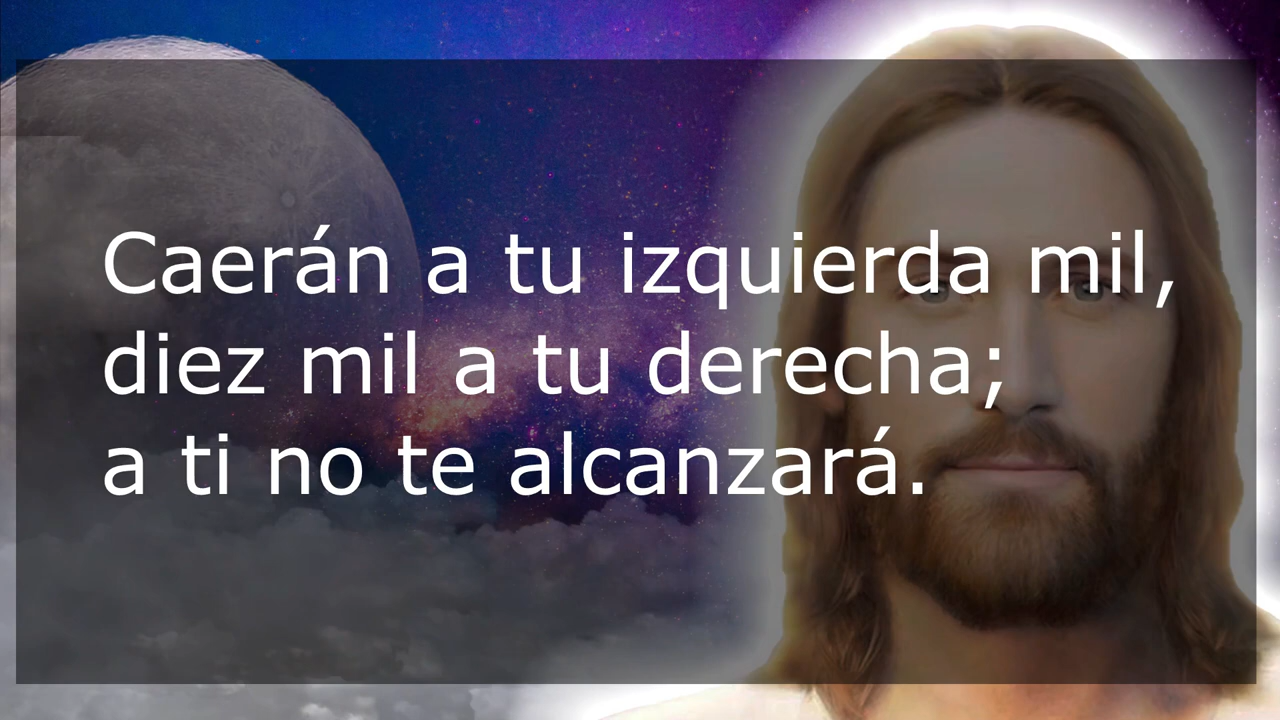 Caerán a tu izquierda mil,
diez mil a tu derecha;
a ti no te alcanzará.